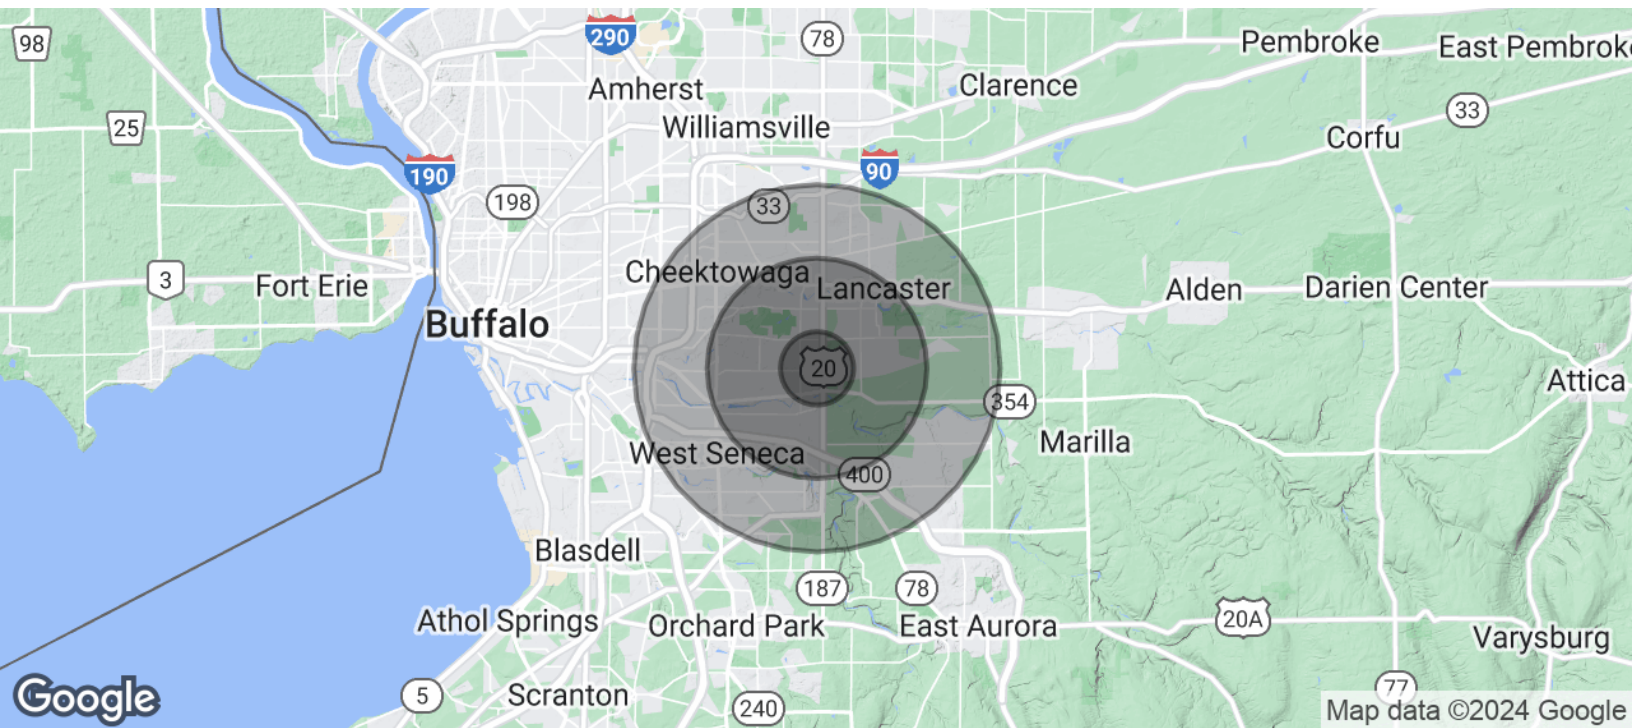 98
290
78
Pembroke
East Pembroke
Amherst
Clarence
33
25
Williamsville
Corfu
190
90
198
33
3
Fort Erie
Cheektowaga
Lancaster
Alden
Darien Center
Buffalo
20
Attica
354
Marilla
West Seneca
400
Blasdell
187
78
Athol Springs
Orchard Park
East Aurora
20A
Varysburg
Google
5
Scranton
240
77
Map data ©2024 Google